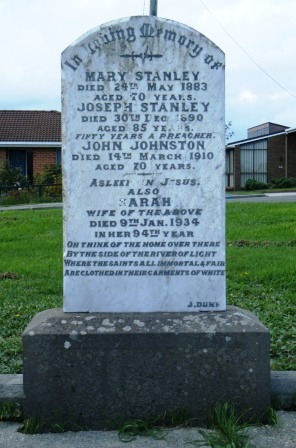 In Loving Memory of
MARY STANLEY
DIED 24TH MAY 1883
AGED 70 YEARS.
JOSEPH STANLEY
DIED 30TH DEC 1890
AGED 85 YEARS.
FIFTY YEARS A PREACHER.
JOHN JOHNSTON
DIED 14TH MARCH 1910
AGED 70 YEARS.
ASLEEP IN JESUS.
ALSO
SARAH
WIFE OF THE ABOVE
DIED 9TH JAN. 1934
IN HER 94TH YEAR
OH THINK OF THE HOME OVER THERE
BY THE SIDE OF THE RIVER OF LIGHT
WHERE THE SAINTS ALL IMMORTAL & FAIR
ARE CLOTHED IN THEIR GARMENTS OF WHITE
J. DUNN